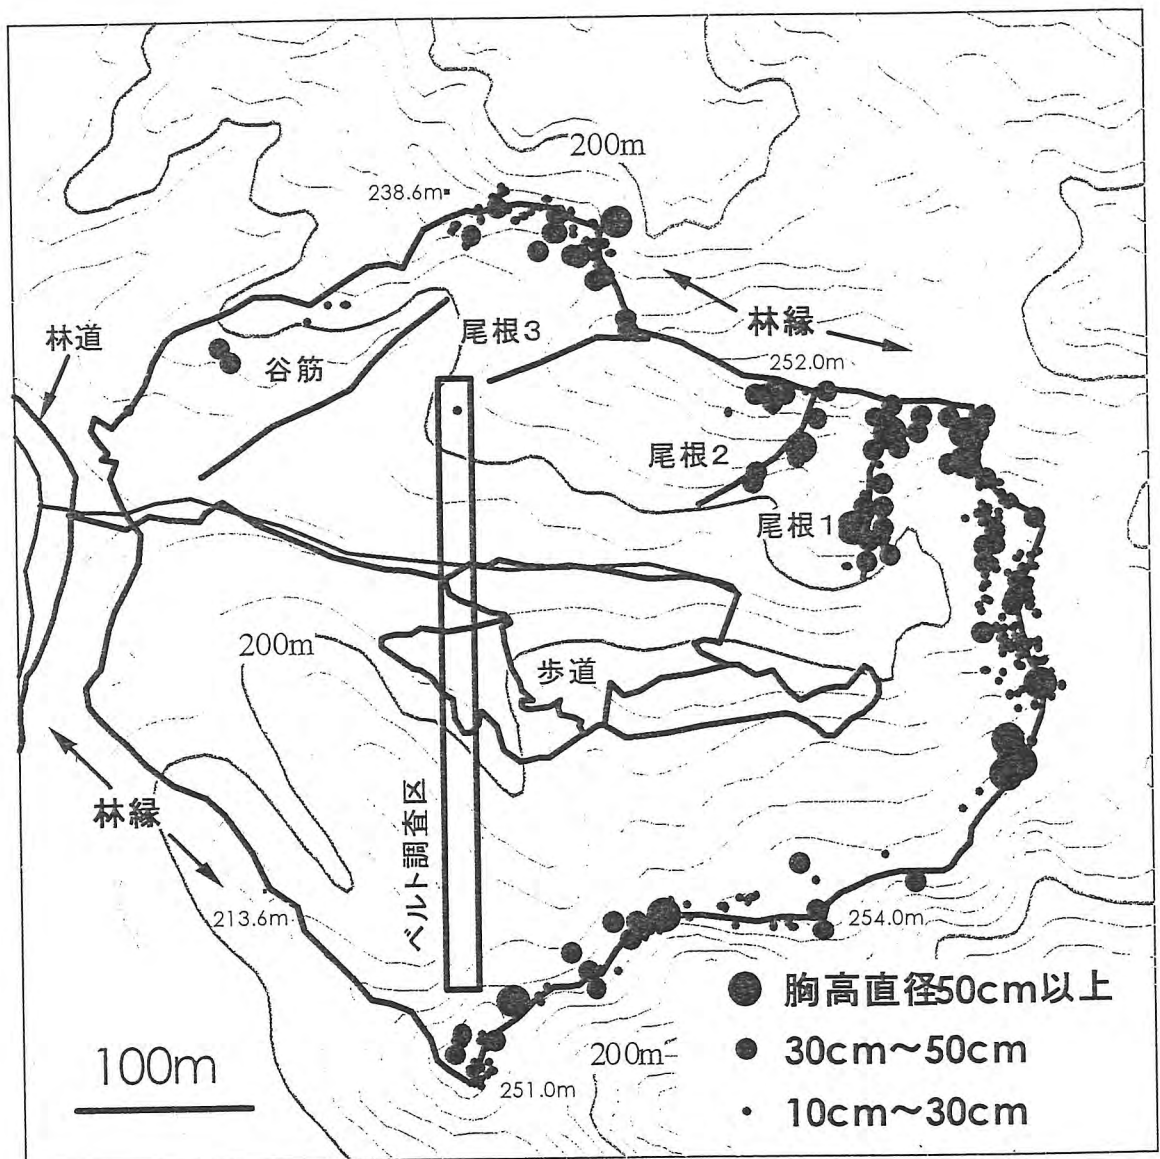 200m
238.6m
林道
尾根3
林縁
谷筋
252.0m
尾根2
尾根1
200m
歩道
林縁
ベルト調査区
213.6m
254.0m
胸高直径50cm以上
200m
30cm～50cm
100m
251.0m
10cm～30cm